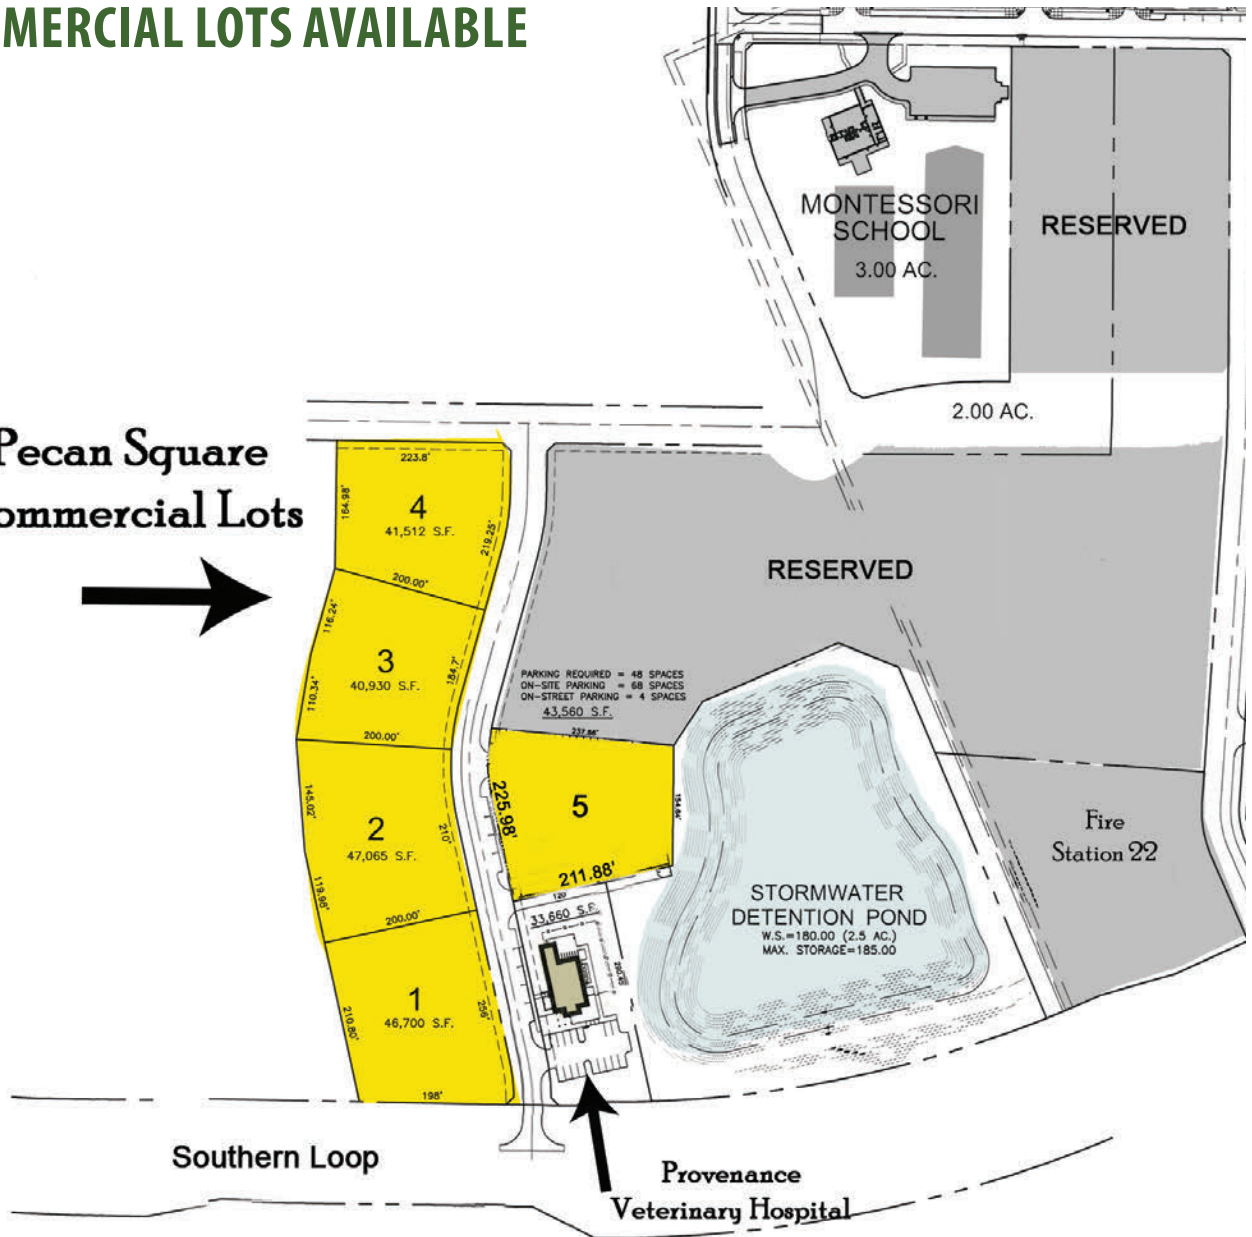 MERCIAL LOTS AVAILABLE
MONTESSORI
SCHOOL
3.00 AC.
RESERVED
2.00 AC.
Pecan Square
ommercial Lots
223.8'
164.98'
4
41,512 S.F.
219.25'
200.00'
116.24'
3
40,930 S.F.
184.7'
110.34'
200.00'
RESERVED
PARKING REQUIRED = 48 SPACES
ON-SITE PARKING = 68 SPACES
ON-STREET PARKING = 4 SPACES
43,560 S.F.
237.88'
145.02'
2
47,065 S.F.
210'
119.98'
200.00'
225.98'
5
154.64'
211.88'
120
33,660 S.F.
Fire
Station 22
STORMWATER
DETENTION POND
W.S.=180.00 (2.5 AC.)
MAX. STORAGE=185.00
1
46,700 S.F.
210.80'
256'
198'
Southern Loop
Provenance
Veterinary Hospital